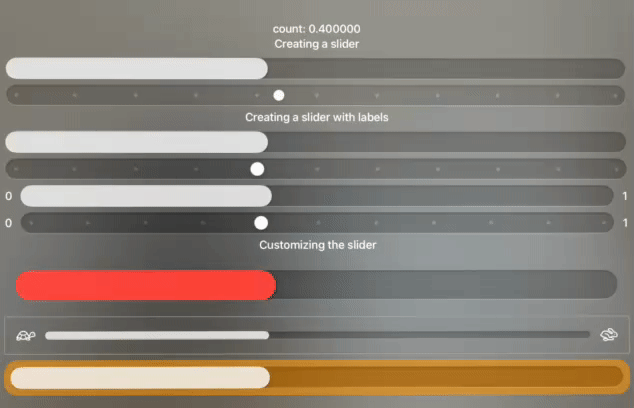 count: 0.400000
Creating a slider
Creating a slider with labels
0 1
0 1
Customizing the slider